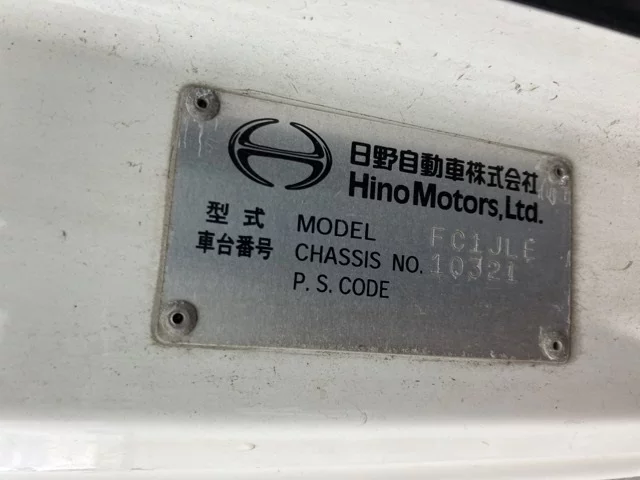 日野自動車株式会社
Hino Motors, Ltd.
型式 MODEL FC1JLE
車台番号 CHASSIS NO. 10321
P. S. CODE